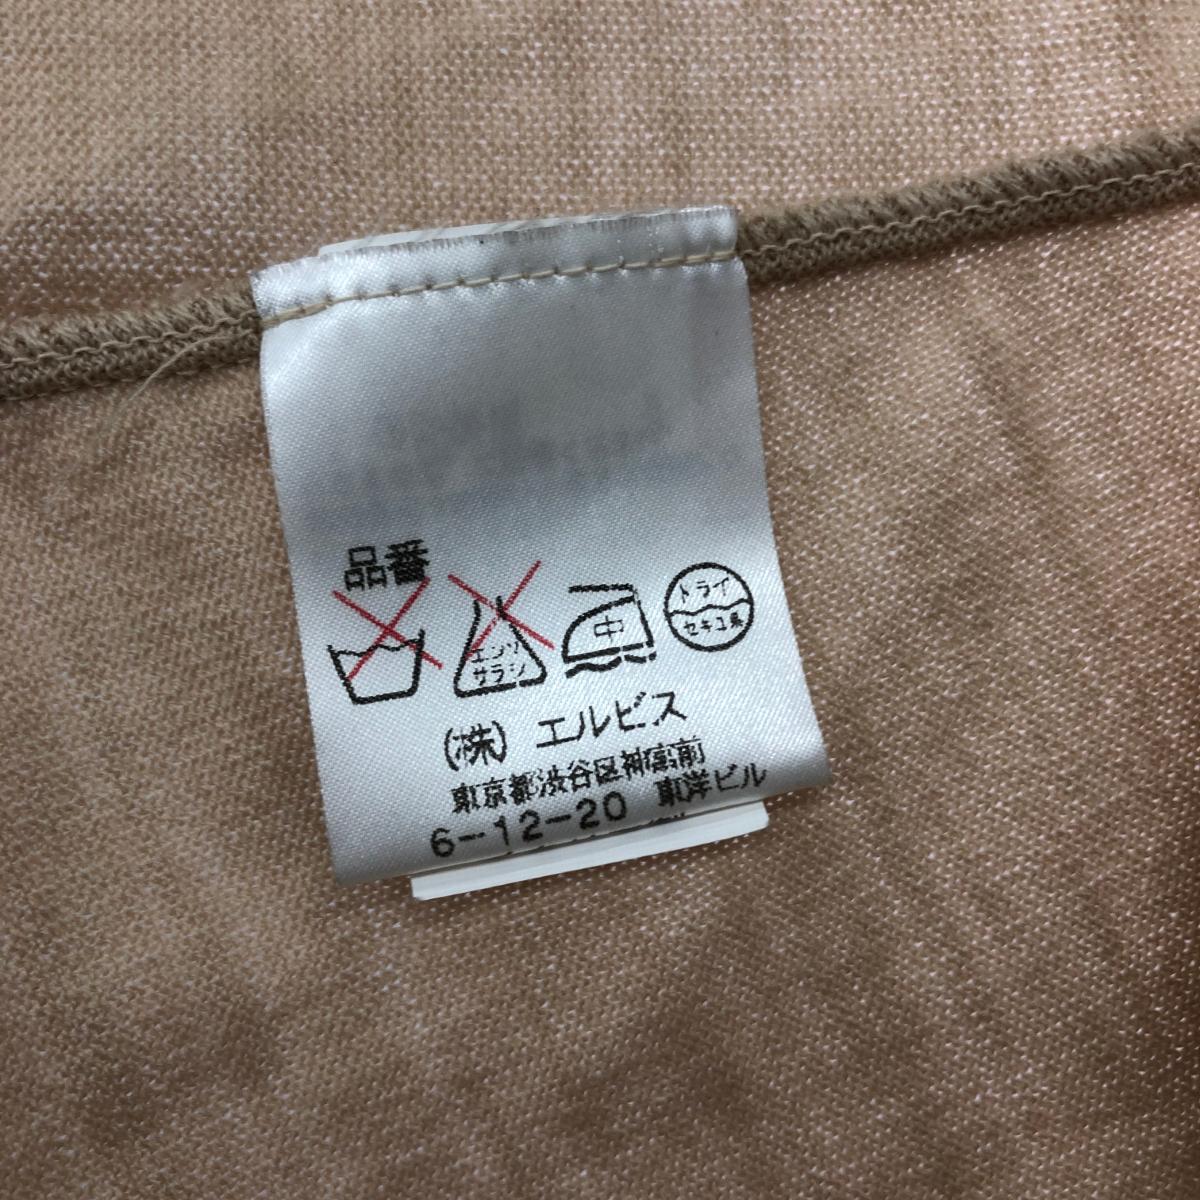 品番
エンソ
サラシ
中
ドライ
セキユ系
(株) エルビス
東京都渋谷区神宮前
6-12-20 東洋ビル